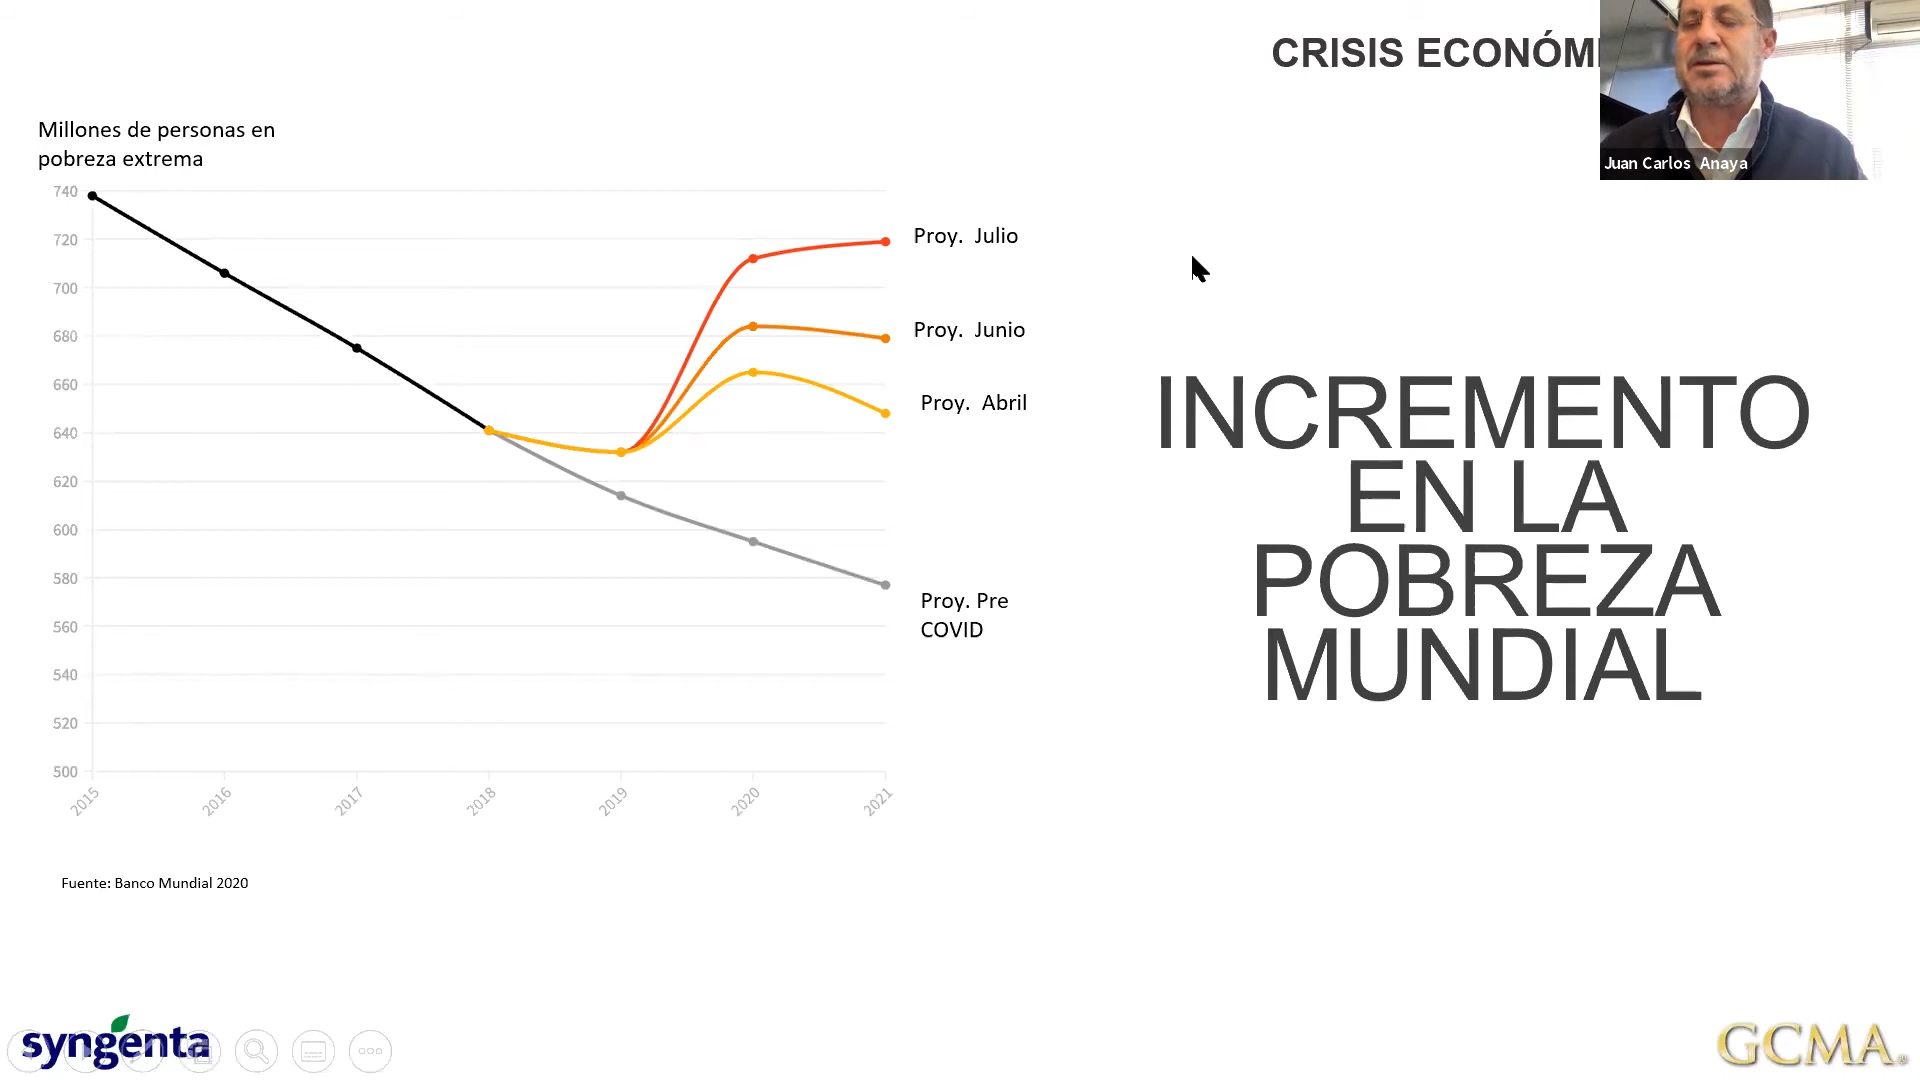 CRISIS ECONÓM
Juan Carlos Anaya
Millones de personas en
pobreza extrema
740
720
700
680
660
640
620
600
580
560
540
520
500
2015
2016
2017
2018
2019
2020
2021
Proy. Julio
Proy. Junio
Proy. Abril
Proy. Pre
COVID
INCREMENTO
EN LA
POBREZA
MUNDIAL
Fuente: Banco Mundial 2020
syngenta
GCMA